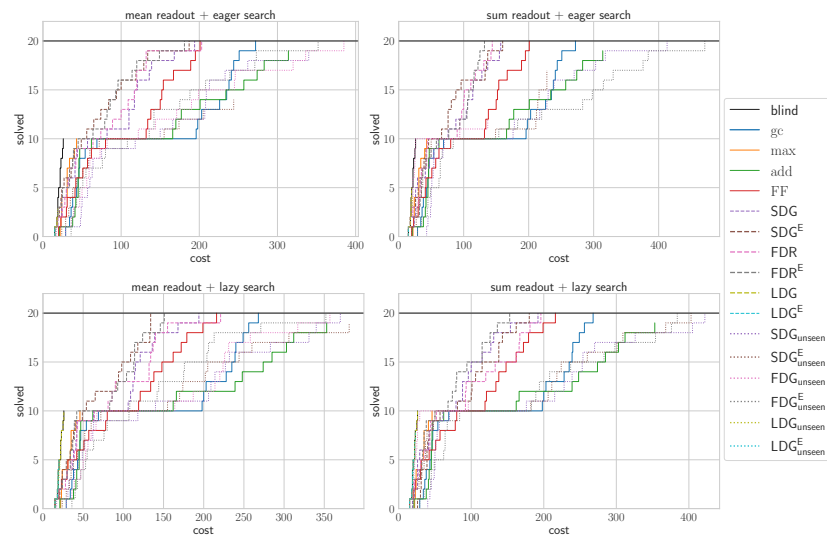 mean readout + eager search
sum readout + eager search
20
15
10
5
0
solved
0
100
200
300
400
cost
20
15
10
5
0
solved
0
100
200
300
400
cost
mean readout + lazy search
sum readout + lazy search
20
15
10
5
0
solved
0
50
100
150
200
250
300
350
cost
20
15
10
5
0
solved
0
100
200
300
400
cost
blind
gc
max
add
FF
SDG
SDG^E
FDR
FDR^E
LDG
LDG^E
SDG_unseen
SDG^E_unseen
FDG_unseen
FDG^E_unseen
LDG_unseen
LDG^E_unseen